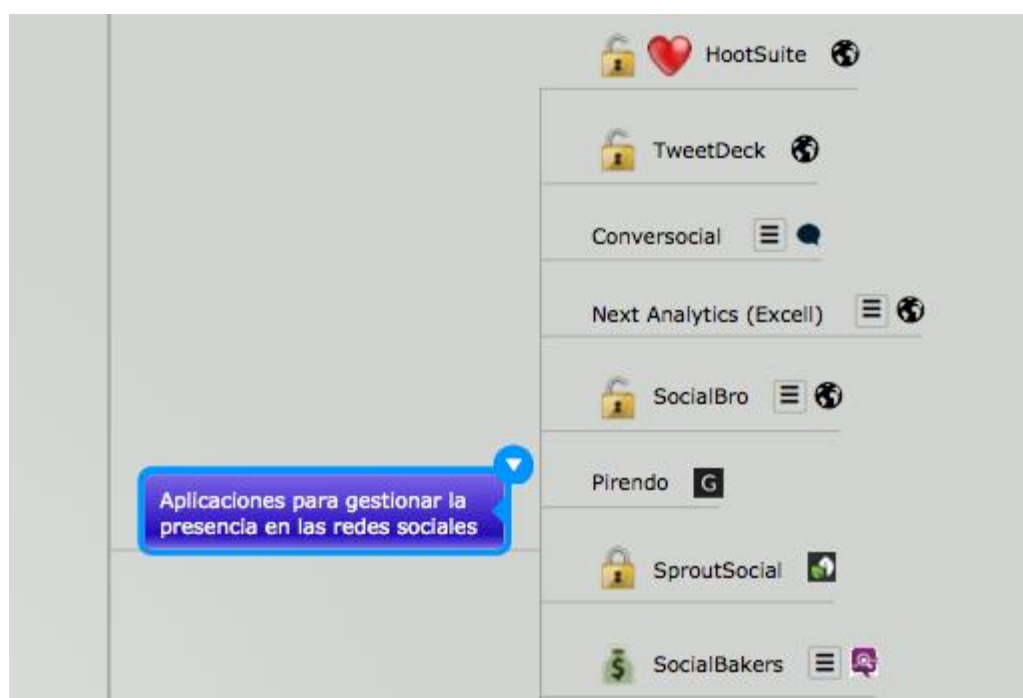 HootSuite
TweetDeck
Conversocial
Next Analytics (Excell)
SocialBro
Pirendo G
Aplicaciones para gestionar la
presencia en las redes sociales
SproutSocial
$ SocialBakers